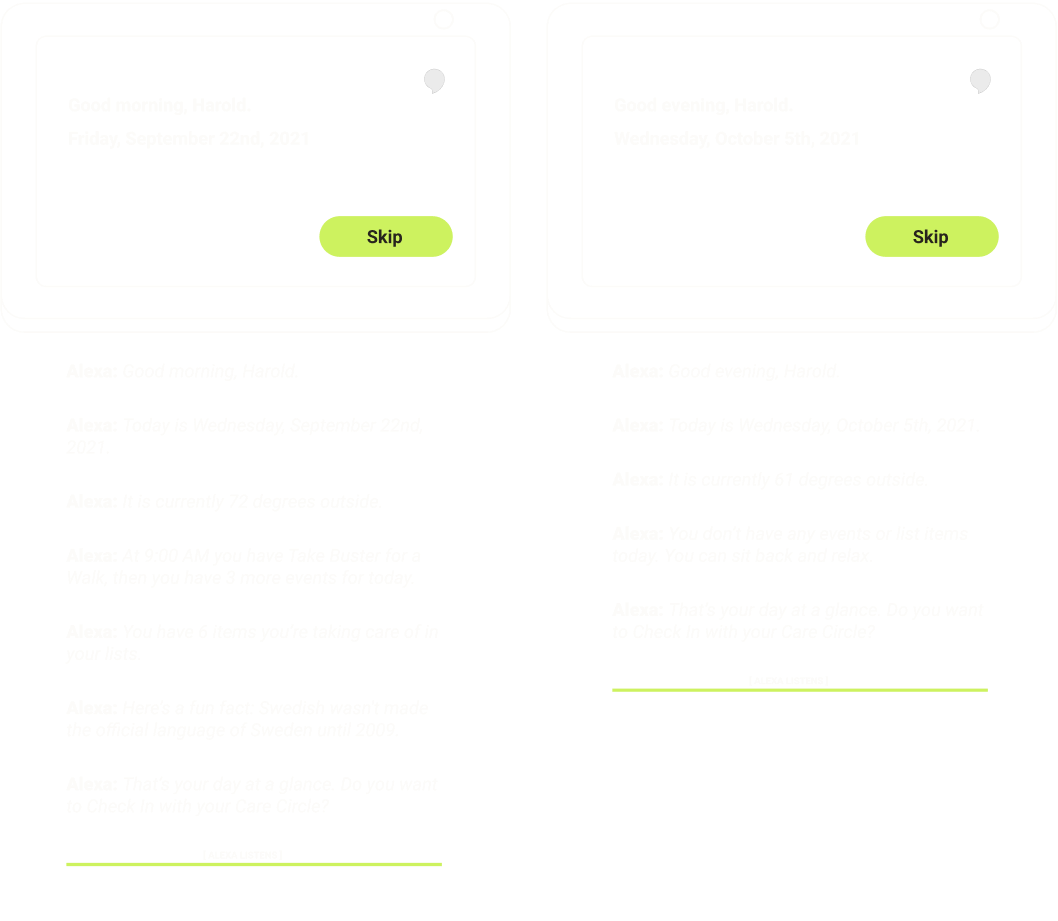 Good morning, Harold.
Friday, September 22nd, 2021
Skip
Alexa: Good morning, Harold.
Alexa: Today is Wednesday, September 22nd,
2021.
Alexa: It is currently 72 degrees outside.
Alexa: At 9:00 AM you have Take Buster for a
Walk, then you have 3 more events for today.
Alexa: You have 6 items you're taking care of in
your lists.
Alexa: Here's a fun fact: Swedish wasn't made
the official language of Sweden until 2009.
Alexa: That's your day at a glance. Do you want
to Check In with your Care Circle?
Good evening, Harold.
Wednesday, October 5th, 2021
Skip
Alexa: Good evening, Harold.
Alexa: Today is Wednesday, October 5th, 2021.
Alexa: It is currently 61 degrees outside.
Alexa: You don't have any events or list items
today. You can sit back and relax.
Alexa: That's your day at a glance. Do you want
to Check In with your Care Circle?